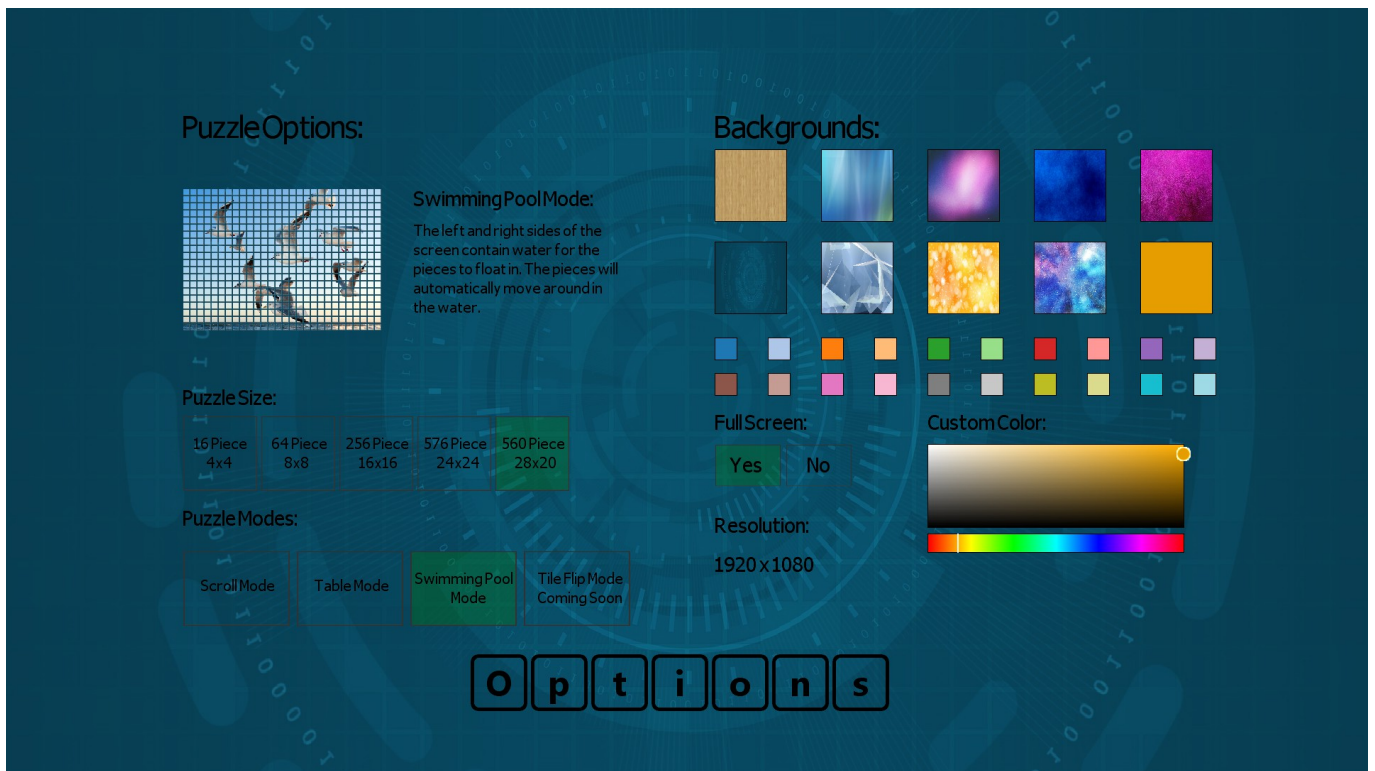 Puzzle Options:
Swimming Pool Mode:
The left and right sides of the
screen contain water for the
pieces to float in. The pieces will
automatically move around in
the water.
Puzzle Size:
16 Piece
4x4
64 Piece
8x8
256 Piece
16x16
576 Piece
24x24
560 Piece
28x20
Puzzle Modes:
Scroll Mode
Table Mode
Swimming Pool
Mode
Tile Flip Mode
Coming Soon
Backgrounds:
Full Screen:
Yes
No
Custom Color:
Resolution:
1920 x 1080
Options